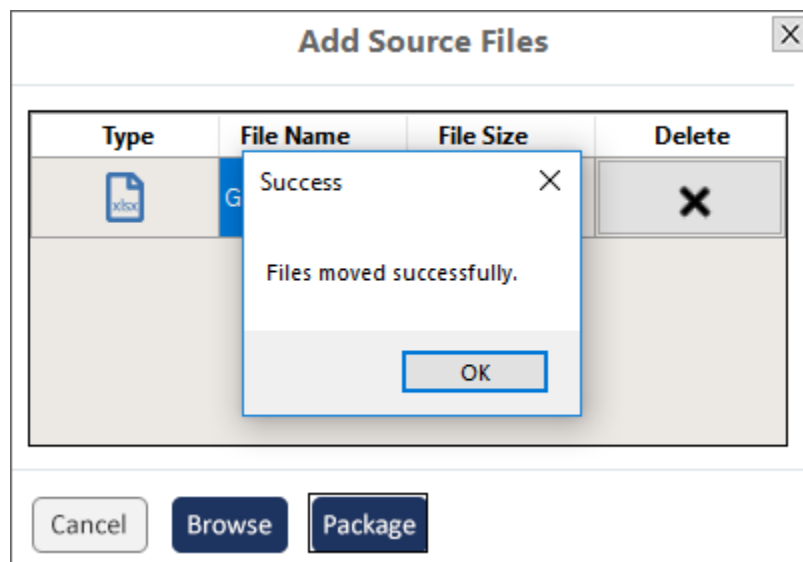 Add Source Files
Type File Name File Size Delete
xlsx G
Success
Files moved successfully.
OK
Cancel Browse Package